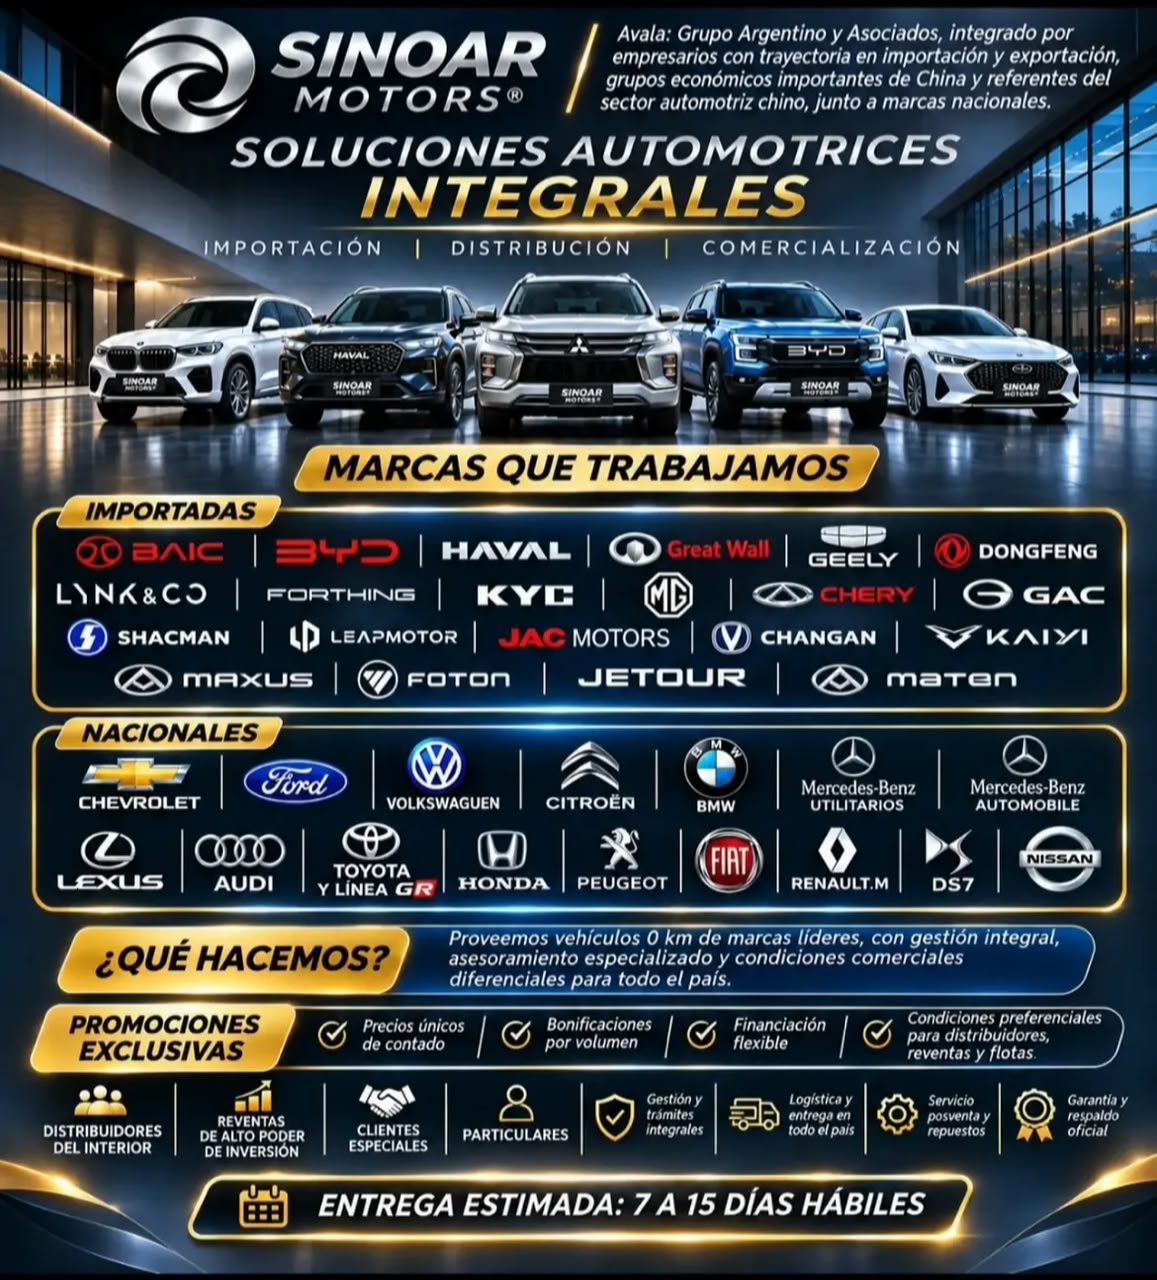 SINOAR
MOTORS®
Avala: Grupo Argentino y Asociados, integrado por
empresarios con trayectoria en importación y exportación,
grupos económicos importantes de China y referentes del
sector automotriz chino, junto a marcas nacionales.
SOLUCIONES AUTOMOTRICES
INTEGRALES
IMPORTACIÓN | DISTRIBUCIÓN | COMERCIALIZACIÓN
HAVAL
BYD
SINOAR
MOTORS®
SINOAR
MOTORS®
SINOAR
MOTORS®
SINOAR
MOTORS®
SINOAR
MOTORS®
MARCAS QUE TRABAJAMOS
IMPORTADAS
BAIC | BYD | HAVAL | Great Wall | GEELY | DONGFENG
LYNK&CO | FORTHING | KYC | MG | CHERY | GAC
SHACMAN | LEAPMOTOR | JAC MOTORS | CHANGAN | KAIYI
MAXUS | FOTON | JETOUR | maTen
NACIONALES
CHEVROLET
Ford
VOLKSWAGUEN
CITROËN
BMW
BMW
Mercedes-Benz
UTILITARIOS
Mercedes-Benz
AUTOMOBILE
LEXUS
AUDI
TOYOTA
Y LÍNEA GR
HONDA
PEUGEOT
FIAT
RENAULT.M
DS7
NISSAN
¿QUÉ HACEMOS?
Proveemos vehículos 0 km de marcas líderes, con gestión integral,
asesoramiento especializado y condiciones comerciales
diferenciales para todo el país.
PROMOCIONES
EXCLUSIVAS
Precios únicos
de contado
Bonificaciones
por volumen
Financiación
flexible
Condiciones preferenciales
para distribuidores,
reventas y flotas.
DISTRIBUIDORES
DEL INTERIOR
REVENTAS
DE ALTO PODER
DE INVERSIÓN
CLIENTES
ESPECIALES
PARTICULARES
Gestión y
trámites
integrales
Logística y
entrega en
todo el país
Servicio
posventa y
repuestos
Garantía y
respaldo
oficial
ENTREGA ESTIMADA: 7 A 15 DÍAS HÁBILES